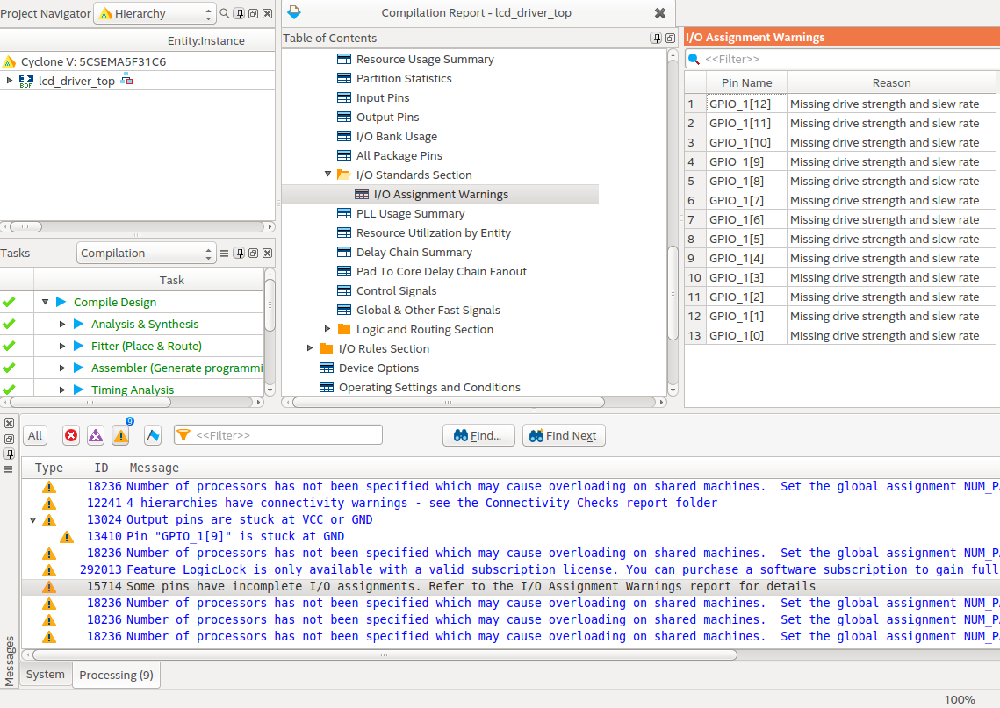 Project Navigator Hierarchy
Entity:Instance
Cyclone V: 5CSEMA5F31C6
BDF lcd_driver_top
Tasks Compilation
Task
Compile Design
Analysis & Synthesis
Fitter (Place & Route)
Assembler (Generate programmi
Timing Analysis
Compilation Report - lcd_driver_top
Table of Contents
Resource Usage Summary
Partition Statistics
Input Pins
Output Pins
I/O Bank Usage
All Package Pins
I/O Standards Section
I/O Assignment Warnings
PLL Usage Summary
Resource Utilization by Entity
Delay Chain Summary
Pad To Core Delay Chain Fanout
Control Signals
Global & Other Fast Signals
Logic and Routing Section
I/O Rules Section
Device Options
Operating Settings and Conditions
I/O Assignment Warnings
<<Filter>>
Pin Name Reason
1 GPIO_1[12] Missing drive strength and slew rate
2 GPIO_1[11] Missing drive strength and slew rate
3 GPIO_1[10] Missing drive strength and slew rate
4 GPIO_1[9] Missing drive strength and slew rate
5 GPIO_1[8] Missing drive strength and slew rate
6 GPIO_1[7] Missing drive strength and slew rate
7 GPIO_1[6] Missing drive strength and slew rate
8 GPIO_1[5] Missing drive strength and slew rate
9 GPIO_1[4] Missing drive strength and slew rate
10 GPIO_1[3] Missing drive strength and slew rate
11 GPIO_1[2] Missing drive strength and slew rate
12 GPIO_1[1] Missing drive strength and slew rate
13 GPIO_1[0] Missing drive strength and slew rate
All 9 <<Filter>> Find... Find Next
Type ID Message
18236 Number of processors has not been specified which may cause overloading on shared machines.  Set the global assignment NUM_PA
12241 4 hierarchies have connectivity warnings - see the Connectivity Checks report folder
13024 Output pins are stuck at VCC or GND
13410 Pin "GPIO_1[9]" is stuck at GND
18236 Number of processors has not been specified which may cause overloading on shared machines.  Set the global assignment NUM_PA
292013 Feature LogicLock is only available with a valid subscription license. You can purchase a software subscription to gain full
15714 Some pins have incomplete I/O assignments. Refer to the I/O Assignment Warnings report for details
18236 Number of processors has not been specified which may cause overloading on shared machines.  Set the global assignment NUM_PA
18236 Number of processors has not been specified which may cause overloading on shared machines.  Set the global assignment NUM_PA
18236 Number of processors has not been specified which may cause overloading on shared machines.  Set the global assignment NUM_PA
Messages
System Processing (9)
100%